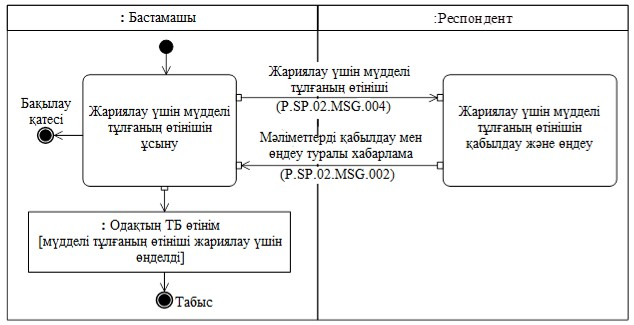 : Бастамашы
:Респондент
Жариялау үшін мүдделі
тұлғаның өтініші
(P.SP.02.MSG.004)
Бақылау
қатесі
Жариялау үшін мүдделі
тұлғаның өтінішін
ұсыну
Жариялау үшін мүдделі
тұлғаның өтінішін
қабылдау және өңдеу
Мәліметтерді қабылдау мен
өңдеу туралы хабарлама
(P.SP.02.MSG.002)
: Одақтың ТБ өтінім
[мүдделі тұлғаның өтініші жариялау үшін
өңделді]
Табыс